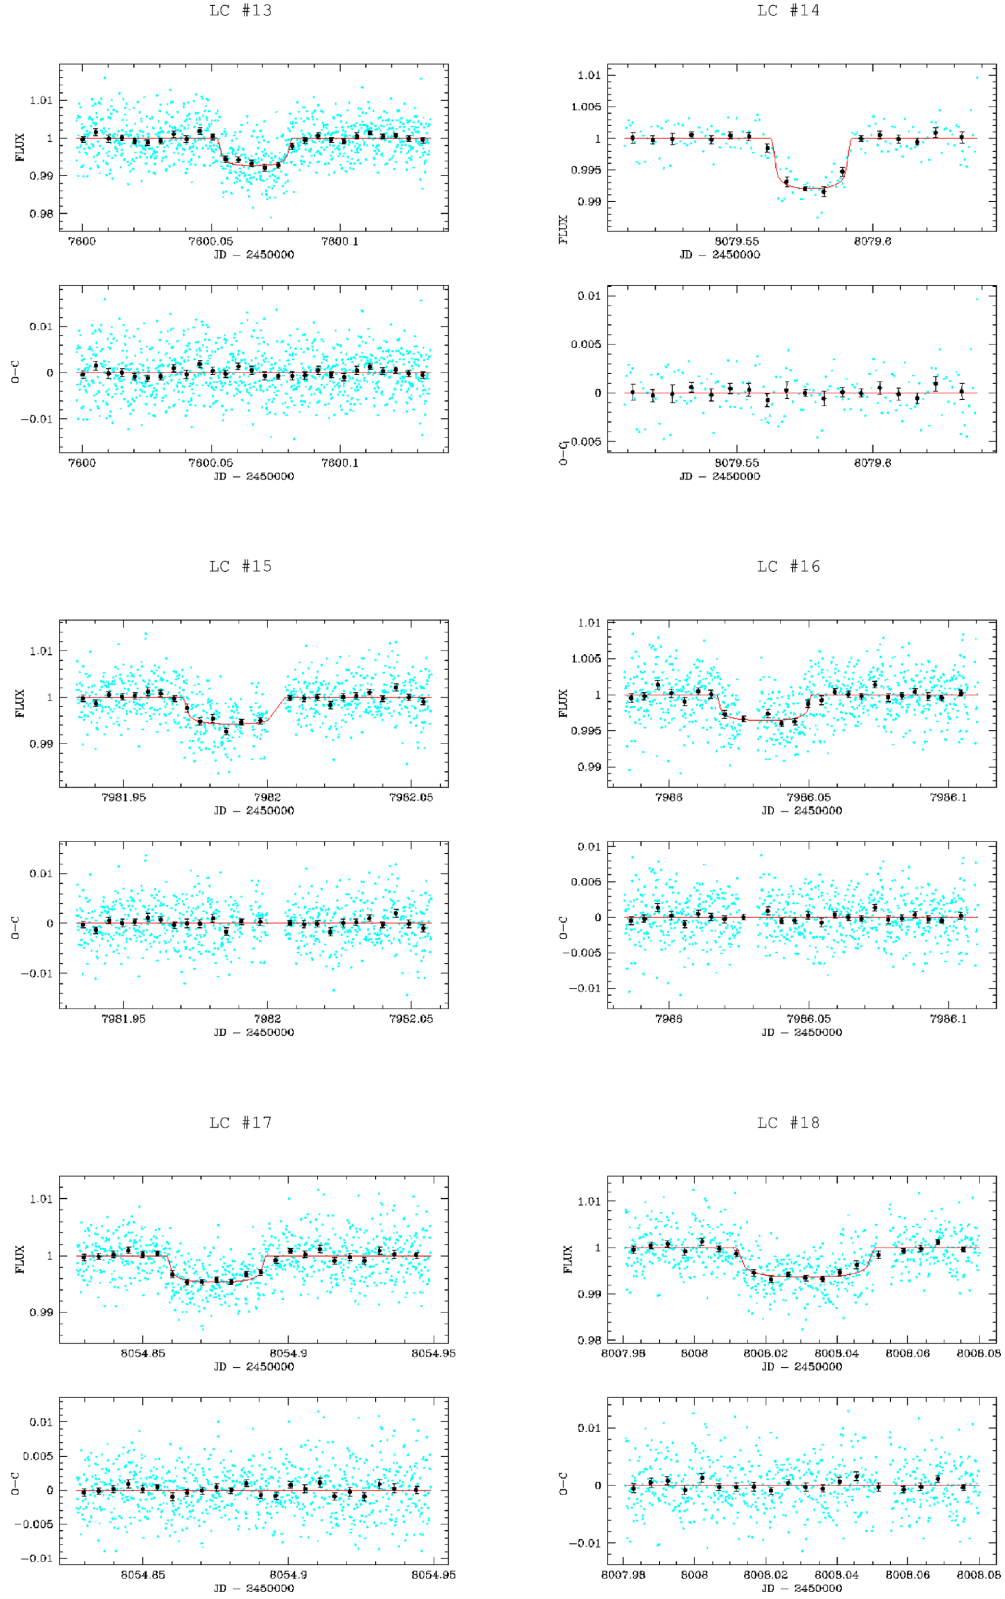 LC #13
LC #14
1.01
1
0.99
0.98
FLUX
7600
7600.05
7600.1
JD − 2450000
1.01
1.005
1
0.995
0.99
FLUX
8079.55
8079.6
JD − 2450000
0.01
0
−0.01
O−C
7600
7600.05
7600.1
JD − 2450000
0.01
0.005
0
−0.005
O−C
8079.55
8079.6
JD − 2450000
LC #15
LC #16
1.01
1
0.99
FLUX
7981.95
7982
7982.05
JD − 2450000
1.01
1.005
1
0.995
0.99
FLUX
7986
7986.05
7986.1
JD − 2450000
0.01
0
−0.01
O−C
7981.95
7982
7982.05
JD − 2450000
0.01
0.005
0
−0.005
−0.01
O−C
7986
7986.05
7986.1
JD − 2450000
LC #17
LC #18
1.01
1
0.99
FLUX
8054.85
8054.9
8054.95
JD − 2450000
1.01
1
0.99
0.98
FLUX
8007.98
8008
8008.02
8008.04
8008.06
8008.08
JD − 2450000
0.01
0.005
0
−0.005
−0.01
O−C
8054.85
8054.9
8054.95
JD − 2450000
0.01
0
−0.01
O−C
8007.98
8008
8008.02
8008.04
8008.06
8008.08
JD − 2450000